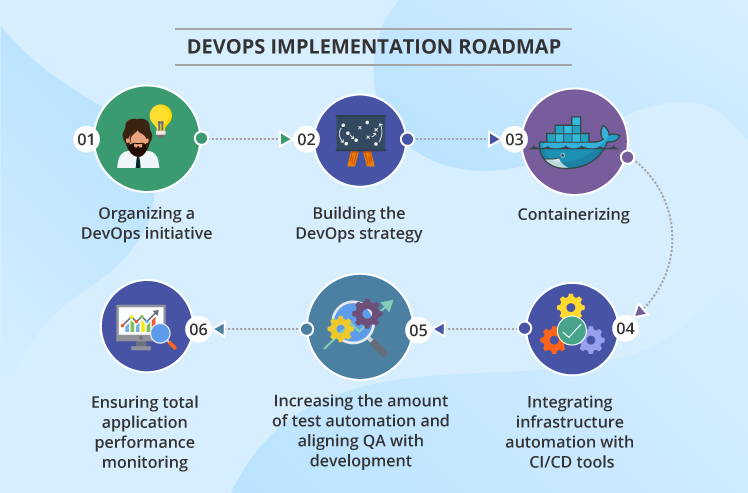 DEVOPS IMPLEMENTATION ROADMAP
01
Organizing a
DevOps initiative
02
Building the
DevOps strategy
03
Containerizing
04
Integrating
infrastructure
automation with
CI/CD tools
05
Increasing the amount
of test automation and
aligning QA with
development
06
Ensuring total
application
performance
monitoring